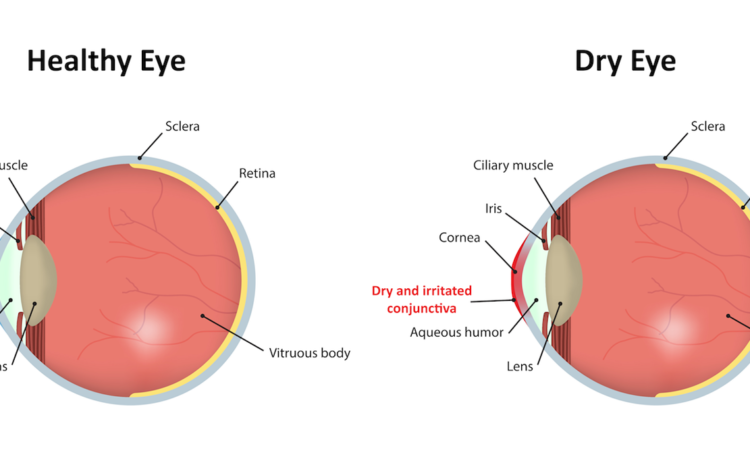 Healthy Eye
Sclera
uscle
Retina
Vitruous body
ns
Dry Eye
Sclera
Ciliary muscle
Iris
Cornea
Dry and irritated
conjunctiva
Aqueous humor
Lens